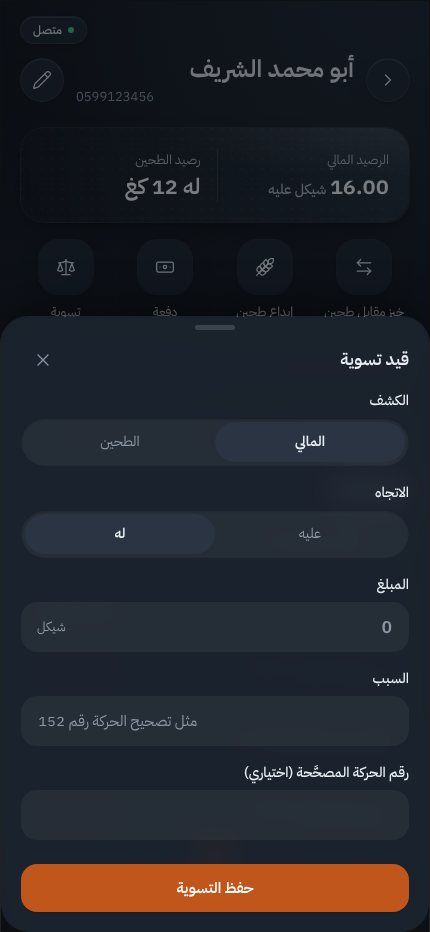 متصل
أبو محمد الشريف
0599123456
الرصيد المالي
16.00 شيكل عليه
رصيد الطحين
له 12 كغ
خبز مقابل طحين
إيداع طحين
دفعة
تسوية
قيد تسوية
الكشف
المالي
الطحين
الاتجاه
عليه
له
المبلغ
0
شيكل
السبب
مثل تصحيح الحركة رقم 152
رقم الحركة المصحَّحة (اختياري)
حفظ التسوية